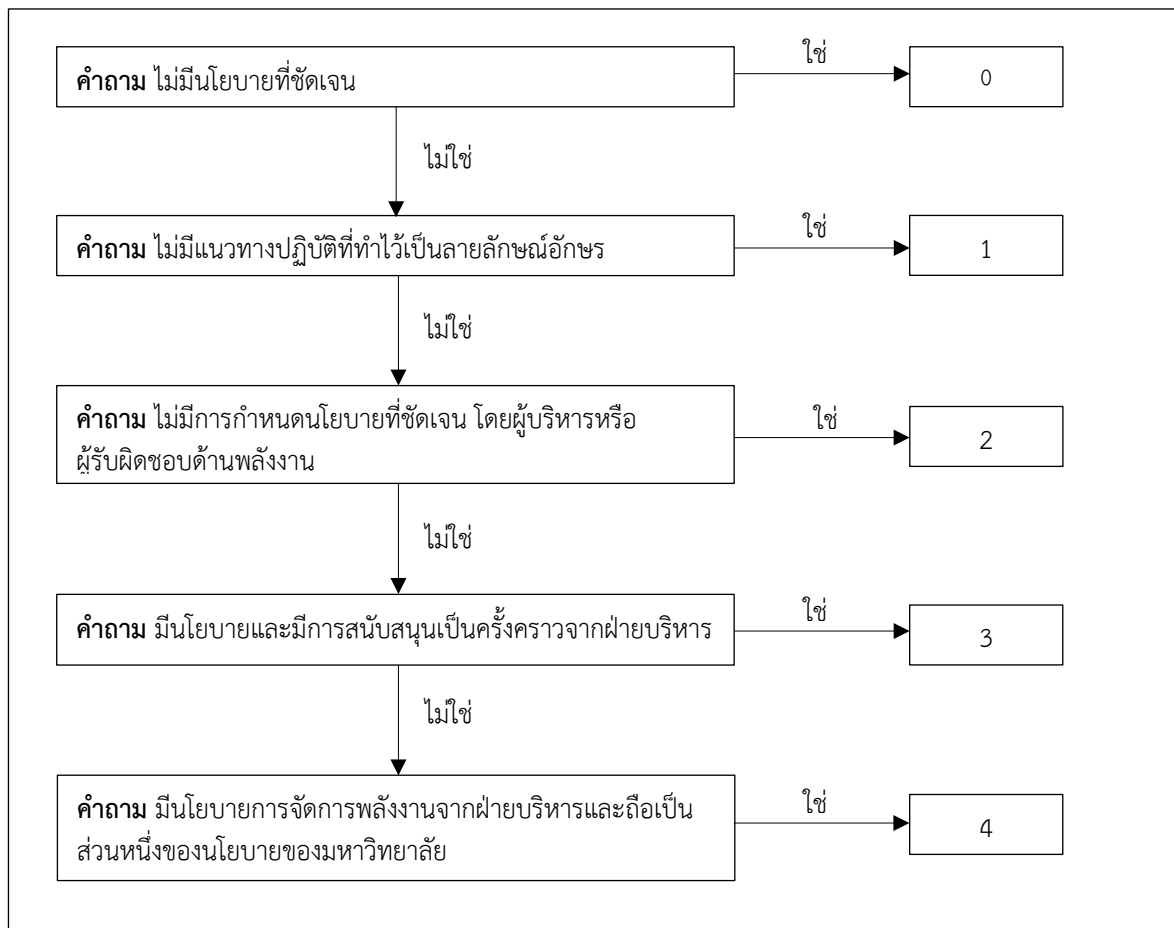 คำถาม ไม่มีนโยบายที่ชัดเจน
ใช่
0
ไม่ใช่
คำถาม ไม่มีแนวทางปฏิบัติที่ทำไว้เป็นลายลักษณ์อักษร
ใช่
1
ไม่ใช่
คำถาม ไม่มีการกำหนดนโยบายที่ชัดเจน โดยผู้บริหารหรือ
ผู้รับผิดชอบด้านพลังงาน
ใช่
2
ไม่ใช่
คำถาม มีนโยบายและมีการสนับสนุนเป็นครั้งคราวจากฝ่ายบริหาร
ใช่
3
ไม่ใช่
คำถาม มีนโยบายการจัดการพลังงานจากฝ่ายบริหารและถือเป็น
ส่วนหนึ่งของนโยบายของมหาวิทยาลัย
ใช่
4